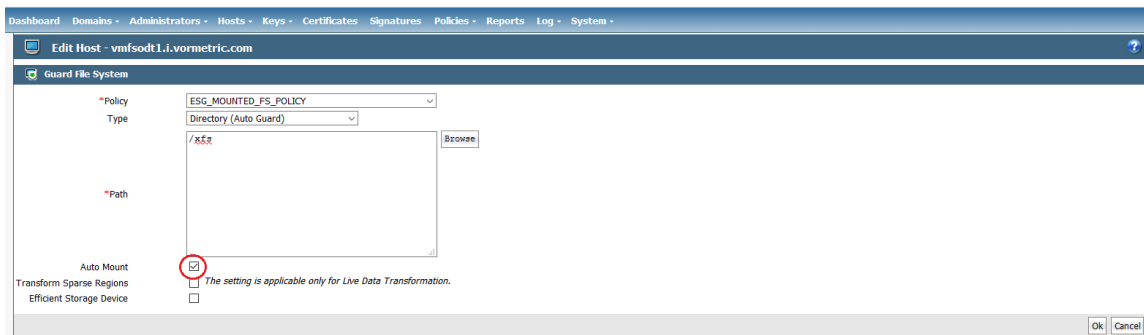 Dashboard Domains Administrators Hosts Keys Certificates Signatures Policies Reports Log System
Edit Host - vmfsodt1.i.vormetric.com
?
Guard File System
*Policy ESG_MOUNTED_FS_POLICY
Type Directory (Auto Guard)
/xfs Browse
*Path
Auto Mount
Transform Sparse Regions The setting is applicable only for Live Data Transformation.
Efficient Storage Device
Ok Cancel